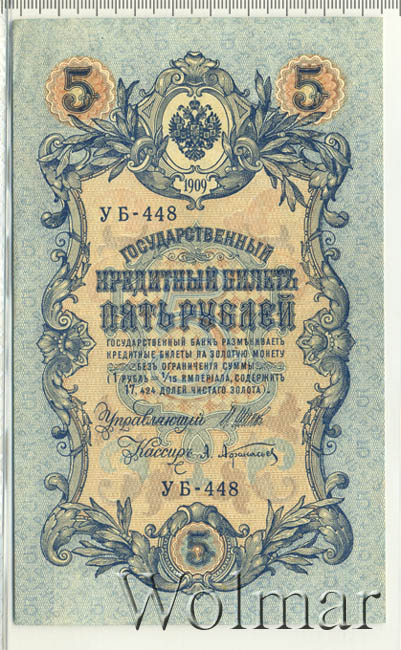 5 5
1909
УБ-448
ГОСУДАРСТВЕННЫЙ
КРЕДИТНЫЙ БИЛЕТЪ
ПЯТЬ РУБЛЕЙ
ГОСУДАРСТВЕННЫЙ БАНКЪ РАЗМѢНИВАЕТЪ
КРЕДИТНЫЕ БИЛЕТЫ НА ЗОЛОТУЮ МОНЕТУ
БЕЗЪ ОГРАНИЧЕНІЯ СУММЫ
(1 РУБЛЬ = 1/15 ИМПЕРІАЛА, СОДЕРЖИТЪ
17,424 ДОЛЕЙ ЧИСТАГО ЗОЛОТА).
Управляющій
Кассиръ А. Афанасьев
УБ-448
5
Wolmar